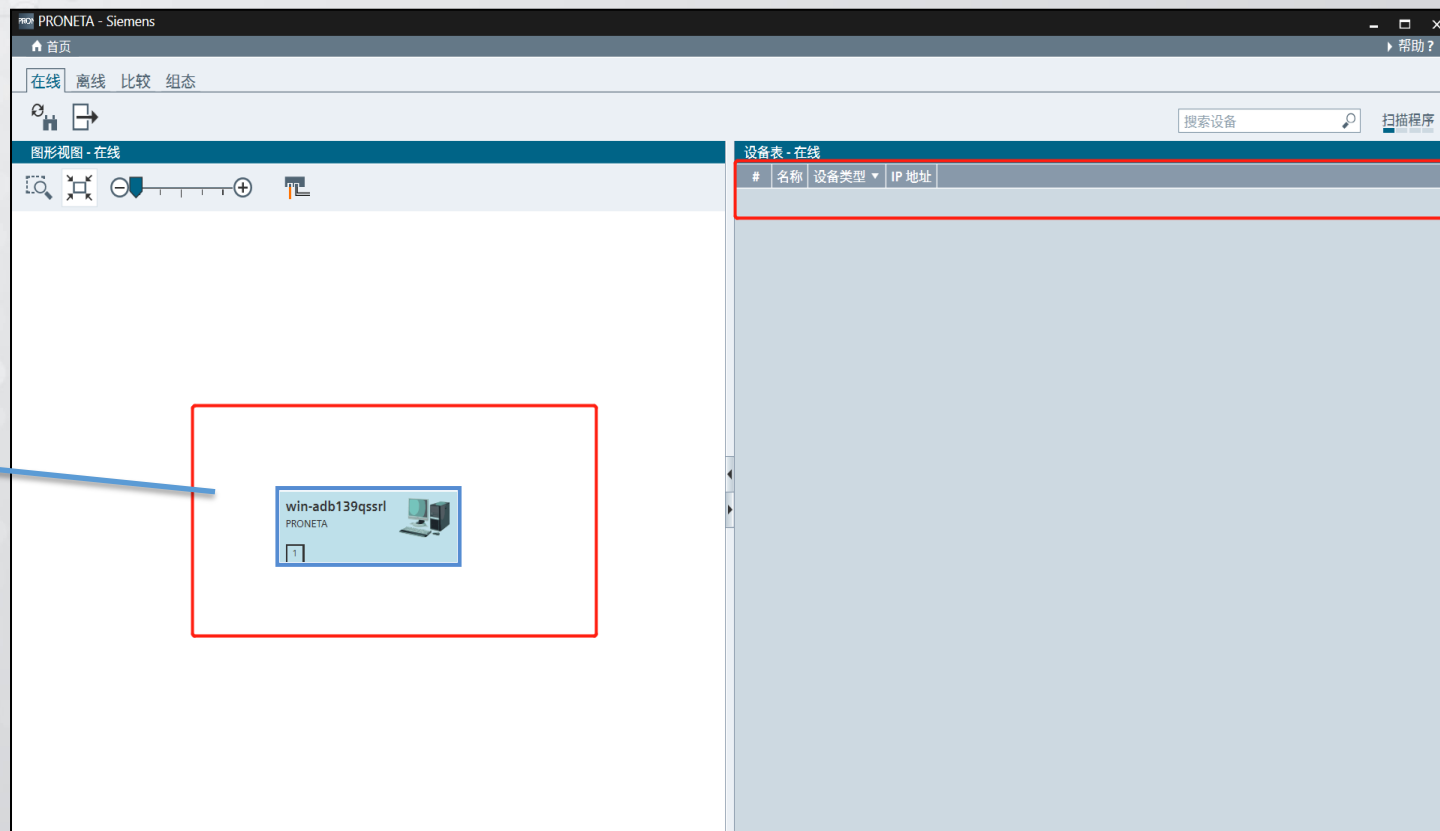 PRONETA - Siemens
首页
帮助 ?
在线 离线 比较 组态
搜索设备
扫描程序
图形视图 - 在线
设备表 - 在线
# 名称 设备类型 IP 地址
win-adb139qssrl
PRONETA
1